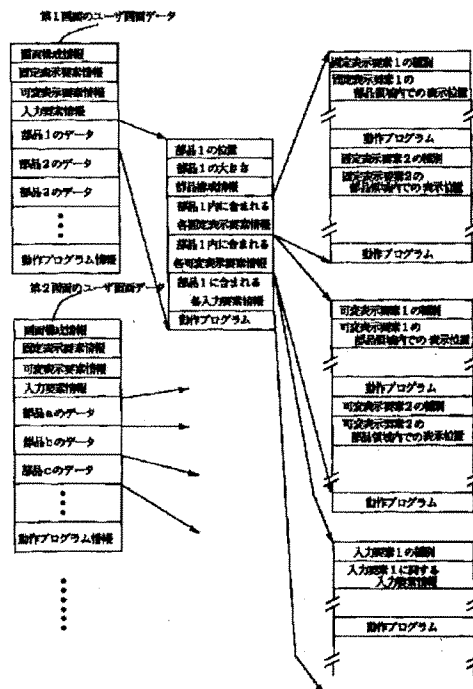 第1画面のユーザ画面データ
画面構成情報
固定表示要素情報
可変表示要素情報
入力要素情報
部品1のデータ
部品2のデータ
部品3のデータ
動作プログラム情報
第2画面のユーザ画面データ
画面構成情報
固定表示要素情報
可変表示要素情報
入力要素情報
部品aのデータ
部品bのデータ
部品cのデータ
動作プログラム情報
部品1の位置
部品1の大きさ
部品構成情報
部品1内に含まれる
各固定表示要素情報
部品1内に含まれる
各可変表示要素情報
部品1に含まれる
各入力要素情報
動作プログラム
固定表示要素1の種別
固定表示要素1の
部品領域内での表示位置
動作プログラム
固定表示要素2の種別
固定表示要素2の
部品領域内での表示位置
動作プログラム
可変表示要素1の種別
可変表示要素1の
部品領域内での表示位置
動作プログラム
可変表示要素2の種別
可変表示要素2の
部品領域内での表示位置
動作プログラム
入力要素1の種別
入力要素1に関する
入力要素情報
動作プログラム